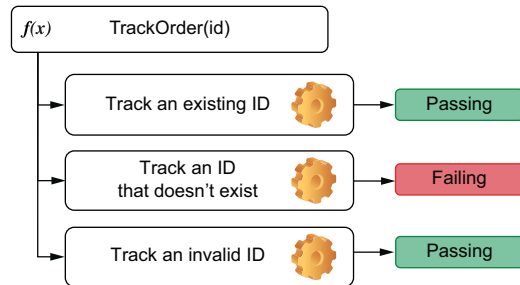 f(x) TrackOrder(id)
Track an existing ID
Passing
Track an ID
that doesn’t exist
Failing
Track an invalid ID
Passing